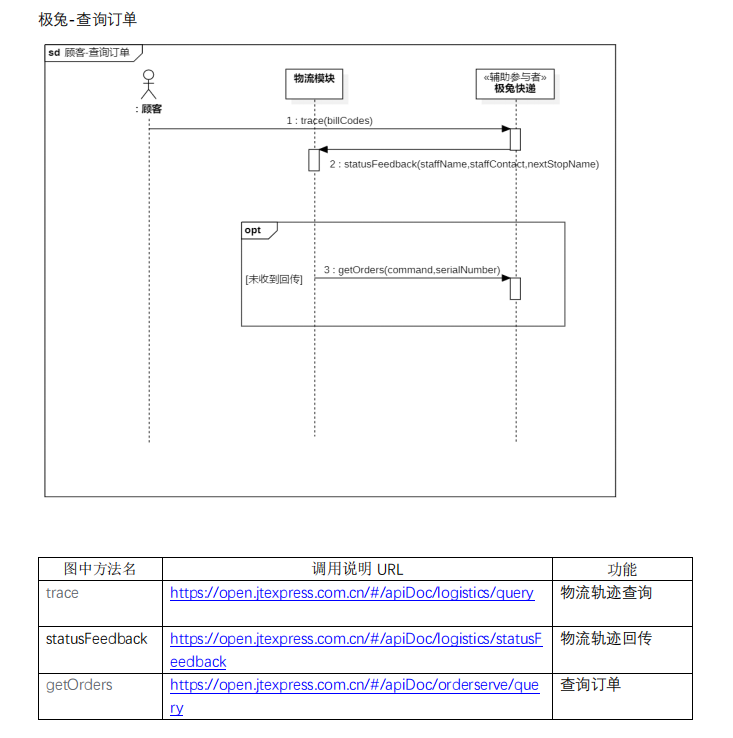 极兔-查询订单
sd 顾客-查询订单
物流模块
«辅助参与者»
极兔快递
: 顾客
1 : trace(billCodes)
2 : statusFeedback(staffName,staffContact,nextStopName)
opt
[未收到回传]
3 : getOrders(command,serialNumber)
图中方法名
调用说明 URL
功能
trace
https://open.jtexpress.com.cn/#/apiDoc/logistics/query
物流轨迹查询
statusFeedback
https://open.jtexpress.com.cn/#/apiDoc/logistics/statusF
eedback
物流轨迹回传
getOrders
https://open.jtexpress.com.cn/#/apiDoc/orderserve/que
ry
查询订单